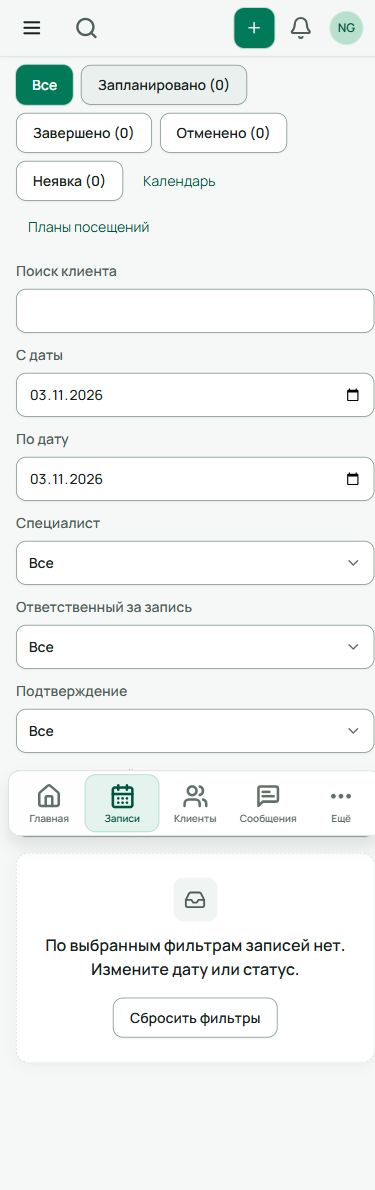 NG
Все
Запланировано (0)
Завершено (0)
Отменено (0)
Неявка (0)
Календарь
Планы посещений
Поиск клиента
С даты
03.11.2026
По дату
03.11.2026
Специалист
Все
Ответственный за запись
Все
Подтверждение
Все
Главная
Записи
Клиенты
Сообщения
Ещё
По выбранным фильтрам записей нет.
Измените дату или статус.
Сбросить фильтры